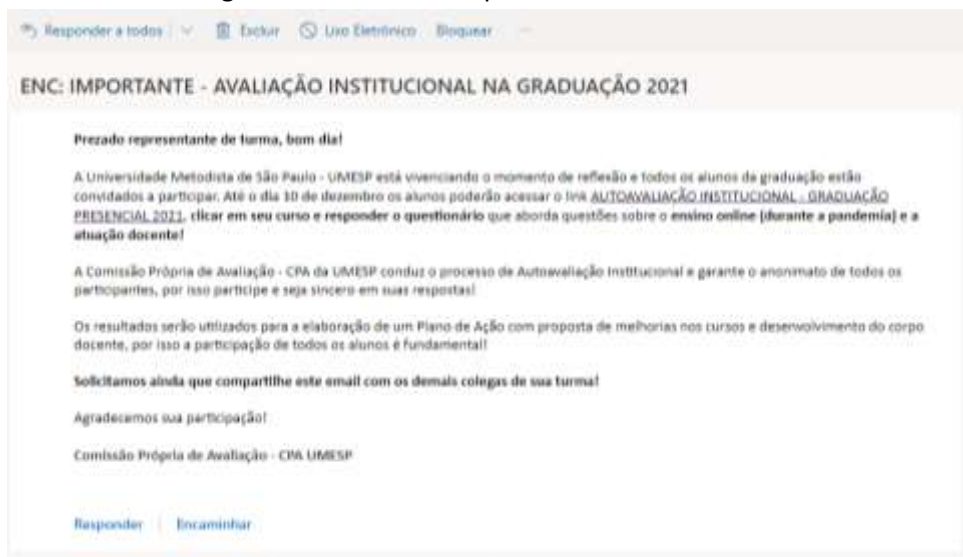 Responder a todos
Excluir
Lixo Eletrônico
Bloquear
ENC: IMPORTANTE - AVALIAÇÃO INSTITUCIONAL NA GRADUAÇÃO 2021
Prezado representante de turma, bom dia!
A Universidade Metodista de São Paulo - UMESP está vivenciando o momento de reflexão e todos os alunos da graduação estão
convidados a participar. Até o dia 10 de dezembro os alunos poderão acessar o link AUTOAVALIAÇÃO INSTITUCIONAL - GRADUAÇÃO
PRESENCIAL 2021, clicar em seu curso e responder o questionário que aborda questões sobre o ensino online (durante a pandemia) e a
atuação docente!
A Comissão Própria de Avaliação - CPA da UMESP conduz o processo de Autoavaliação Institucional e garante o anonimato de todos os
participantes, por isso participe e seja sincero em suas respostas!
Os resultados serão utilizados para a elaboração de um Plano de Ação com proposta de melhorias nos cursos e desenvolvimento do corpo
docente, por isso a participação de todos os alunos é fundamental!
Solicitamos ainda que compartilhe este email com os demais colegas de sua turma!
Agradecemos sua participação!
Comissão Própria de Avaliação - CPA UMESP
Responder
Encaminhar